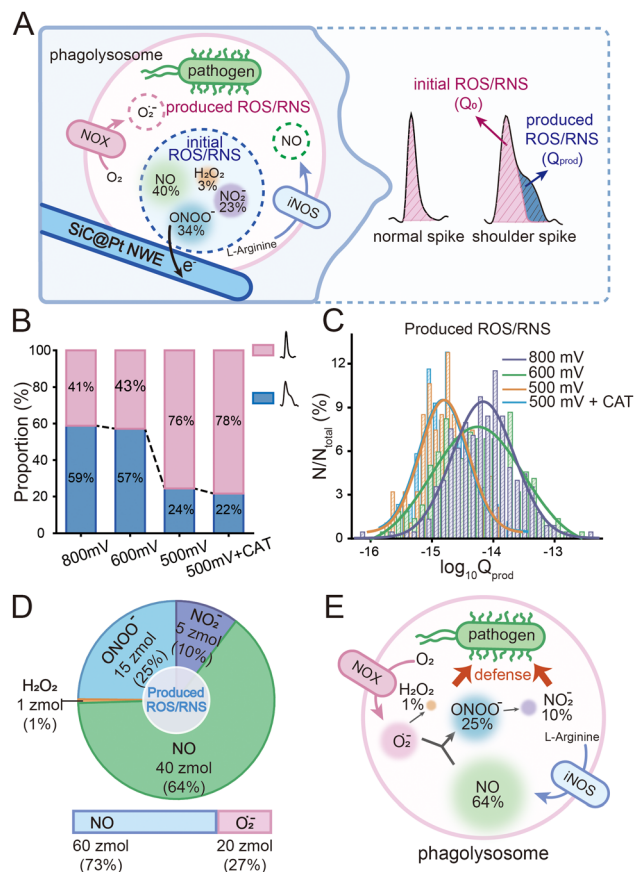 A
phagolysosome
pathogen
O₂·⁻
produced ROS/RNS
NOX
O₂
NO
initial
ROS/RNS
NO
40%
H₂O₂
3%
NO₂⁻
23%
ONOO⁻
34%
iNOS
L-Arginine
SiC@Pt NWE
e⁻
initial ROS/RNS
(Q₀)
produced
ROS/RNS
(Qprod)
normal spike
shoulder spike
B
Proportion (%)
100
80
60
40
20
0
41%
43%
76%
78%
59%
57%
24%
22%
800mV
600mV
500mV
500mV+CAT
C
Produced ROS/RNS
800 mV
600 mV
500 mV
500 mV + CAT
N/Ntotal (%)
12
9
6
3
0
-16
-15
-14
-13
log₁₀Qprod
D
ONOO⁻
15 zmol
(25%)
NO₂⁻
5 zmol
(10%)
H₂O₂
1 zmol
(1%)
Produced
ROS/RNS
NO
40 zmol
(64%)
NO
O₂·⁻
60 zmol
(73%)
20 zmol
(27%)
E
pathogen
NOX
O₂
defense
H₂O₂
1%
ONOO⁻
25%
NO₂⁻
10%
O₂·⁻
L-Arginine
iNOS
NO
64%
phagolysosome